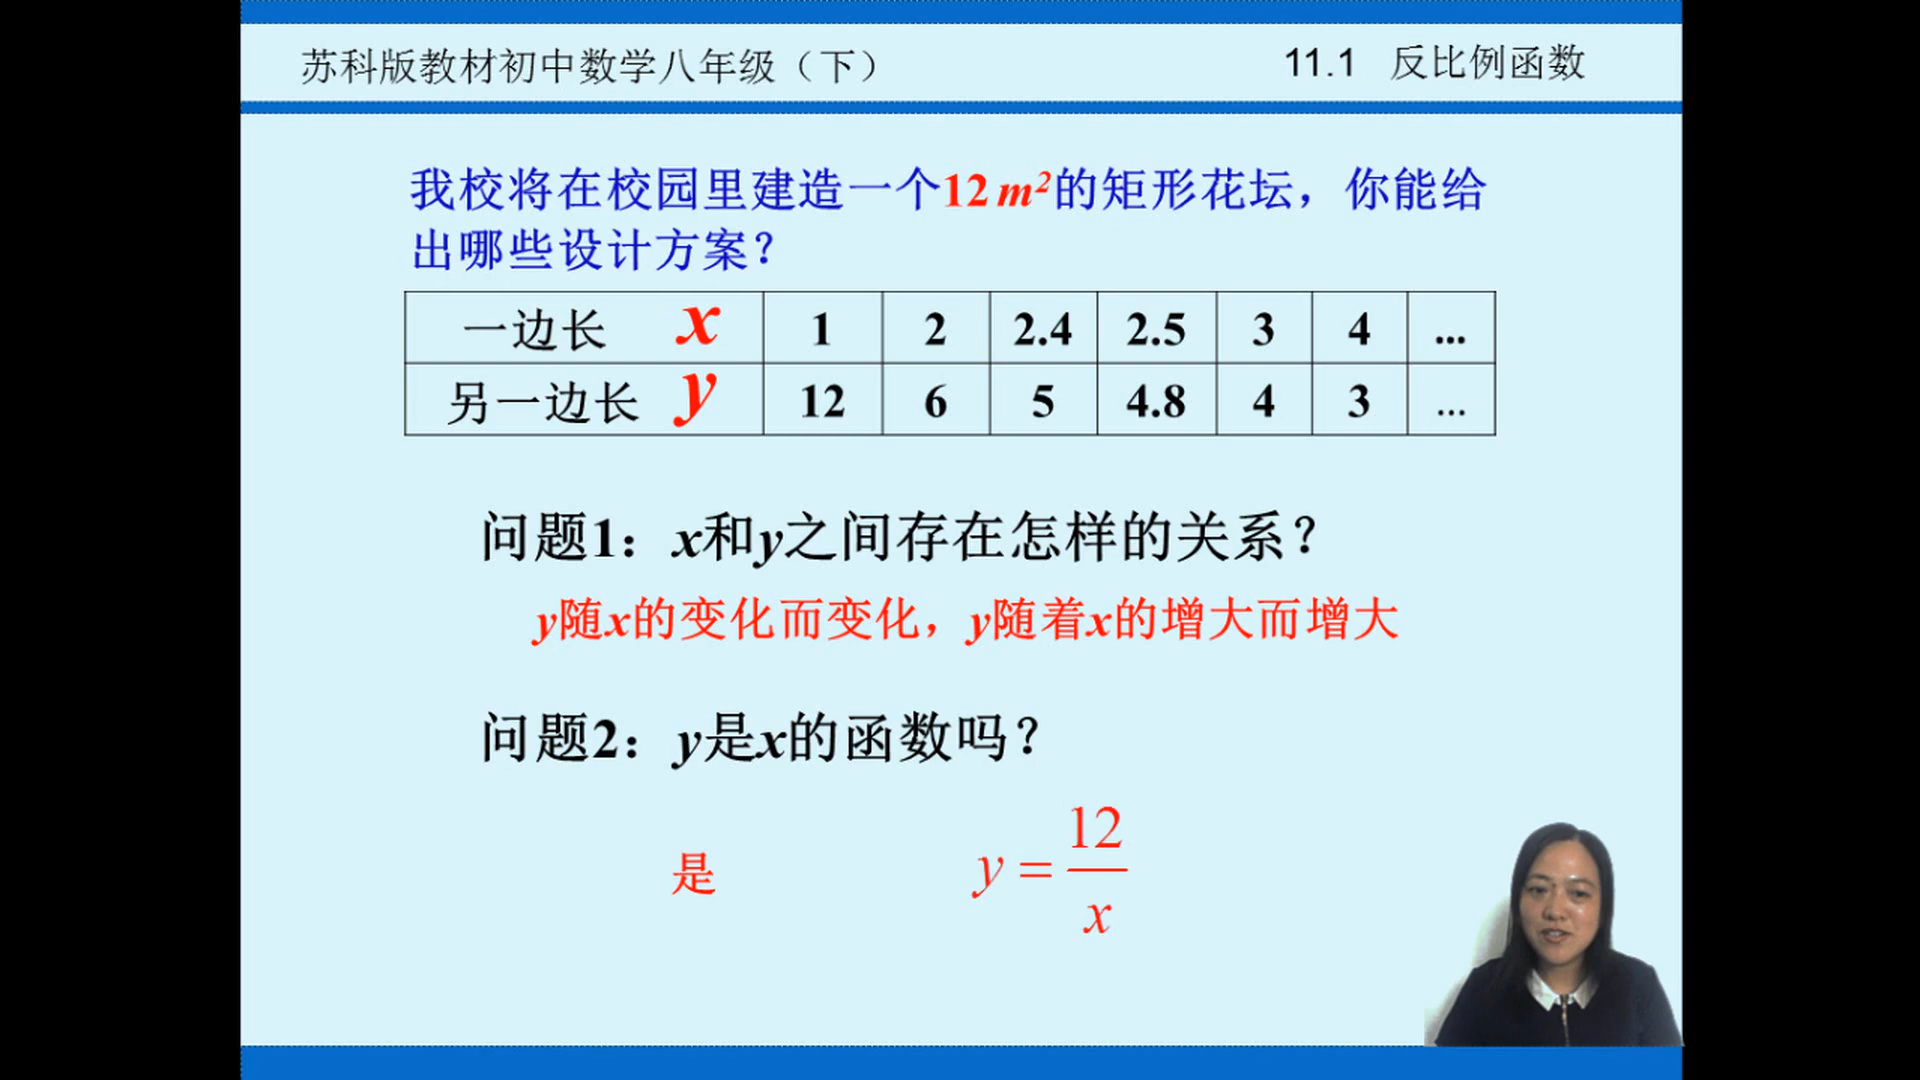 苏科版教材初中数学八年级（下）
11.1 反比例函数
我校将在校园里建造一个12 m²的矩形花坛，你能给
出哪些设计方案？
一边长 x 1 2 2.4 2.5 3 4 ...
另一边长 y 12 6 5 4.8 4 3 ...
问题1：x和y之间存在怎样的关系？
y随x的变化而变化，y随着x的增大而增大
问题2：y是x的函数吗？
是 y = 12/x